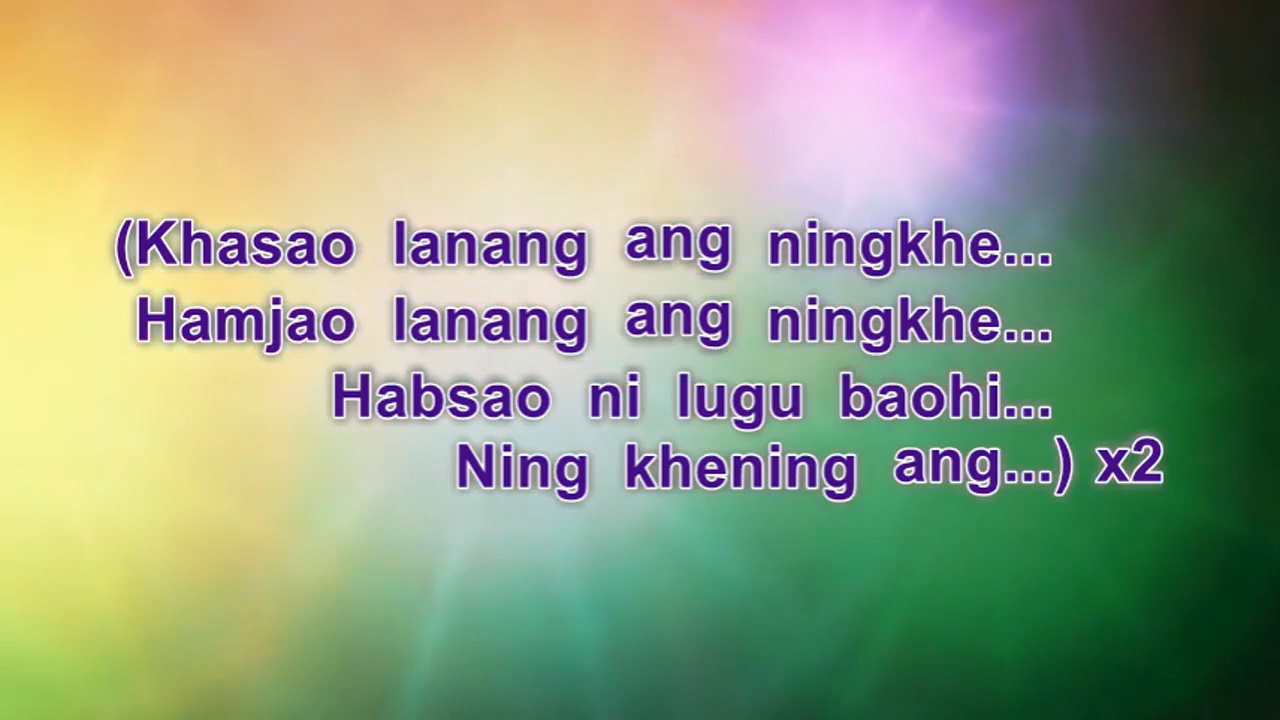 (Khasao lanang ang ningkhe...
Hamjao lanang ang ningkhe...
Habsao ni lugu baohi...
Ning khening ang...) x2